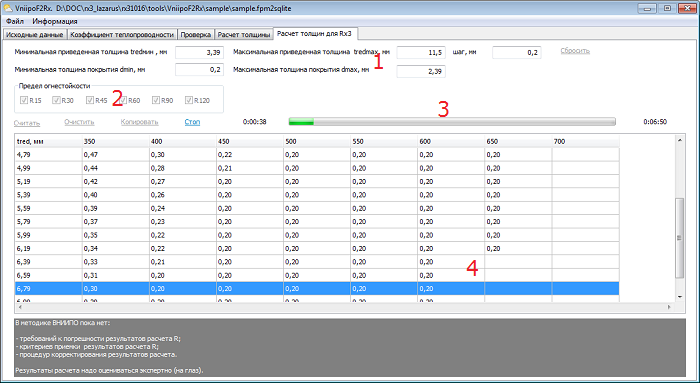 VniipoF2Rx. D:\DOC\rx3_lazarus\rx31016\tools\VniipoF2Rx\sample\sample.fpm2sqlite
Файл Информация
Исходные данные Коэффициент теплопроводности Проверка Расчет толщины Расчет толщин для Rx3
Минимальная приведенная толщина tredмин , мм 3,39 Максимальная приведенная толщина tredмах, мм 11,5 шаг, мм 0,2 Сбросить
Минимальная толщина покрытия dmin, мм 0,2 Максимальная толщина покрытия dmax, мм 2,39
1
Предел огнестойкости
R15 R30 R45 R60 R90 R120
2
3
Считать Очистить Копировать Стоп 0:00:38 0:06:50
tred, мм 350 400 450 500 550 600 650 700
4,79 0,47 0,30 0,22 0,20 0,20 0,20 0,20
4,99 0,44 0,28 0,21 0,20 0,20 0,20 0,20
5,19 0,42 0,27 0,20 0,20 0,20 0,20 0,20
5,39 0,40 0,26 0,20 0,20 0,20 0,20 0,20
5,59 0,39 0,24 0,20 0,20 0,20 0,20 0,20
5,79 0,37 0,23 0,20 0,20 0,20 0,20 0,20
5,99 0,35 0,22 0,20 0,20 0,20 0,20 0,20
6,19 0,34 0,22 0,20 0,20 0,20 0,20 0,20
6,39 0,33 0,21 0,20 0,20 0,20 0,20
6,59 0,31 0,20 0,20 0,20 0,20 0,20
4
6,79 0,30 0,20 0,20 0,20 0,20 0,20
В методике ВНИИПО пока нет:
- требований к погрешности результатов расчета R;
- критериев приемки результатов расчета R;
- процедур корректирования результатов расчета.
Результаты расчета надо оцениваться экспертно (на глаз).